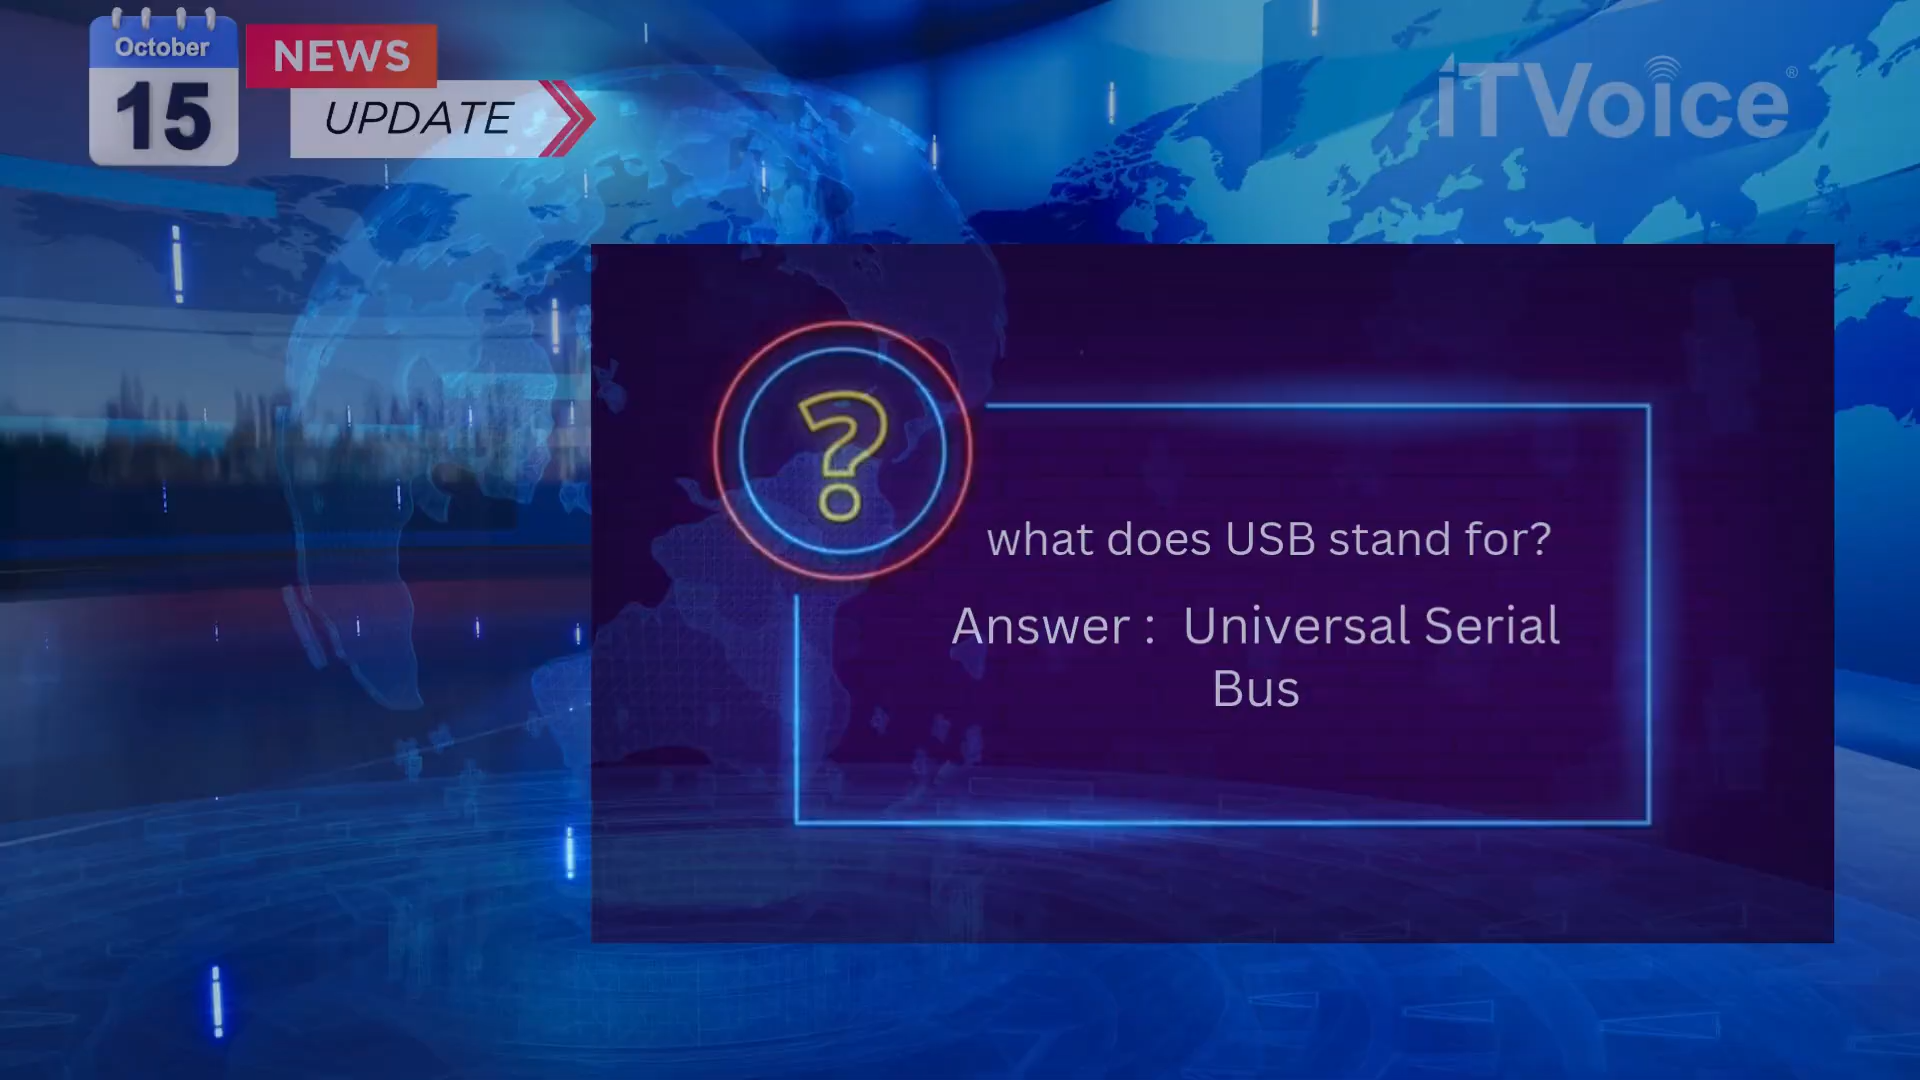 October
15
NEWS
UPDATE
iTVoice®
?
what does USB stand for?
Answer : Universal Serial
Bus